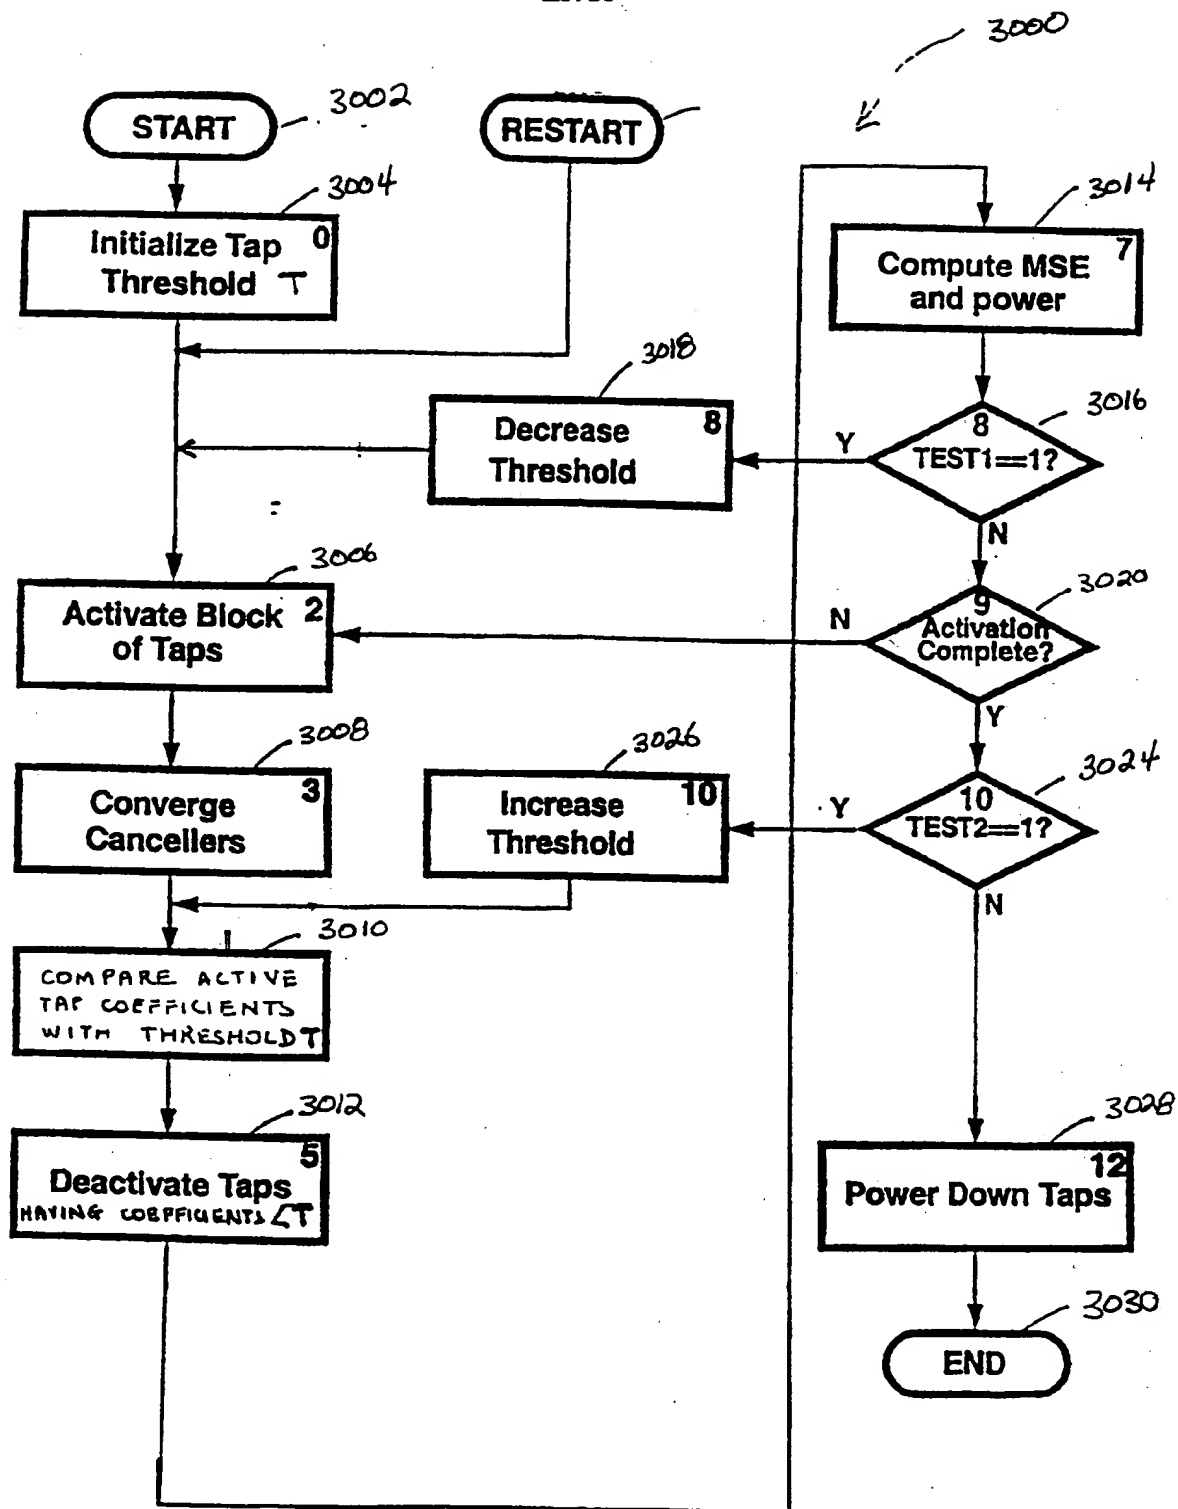 3000
START
3002
RESTART
3004
Initialize Tap 0
Threshold T
3014
Compute MSE 7
and power
3018
Decrease 8
Threshold
3016
8
TEST1==1?
Y
N
3006
Activate Block 2
of Taps
3020
9
Activation
Complete?
N
Y
3008
Converge 3
Cancellers
3026
Increase 10
Threshold
3024
10
TEST2==1?
Y
N
3010
COMPARE ACTIVE
TAP COEFFICIENTS
WITH THRESHOLD T
3012
5
Deactivate Taps
HAVING COEFFICIENTS <T
3028
12
Power Down Taps
3030
END